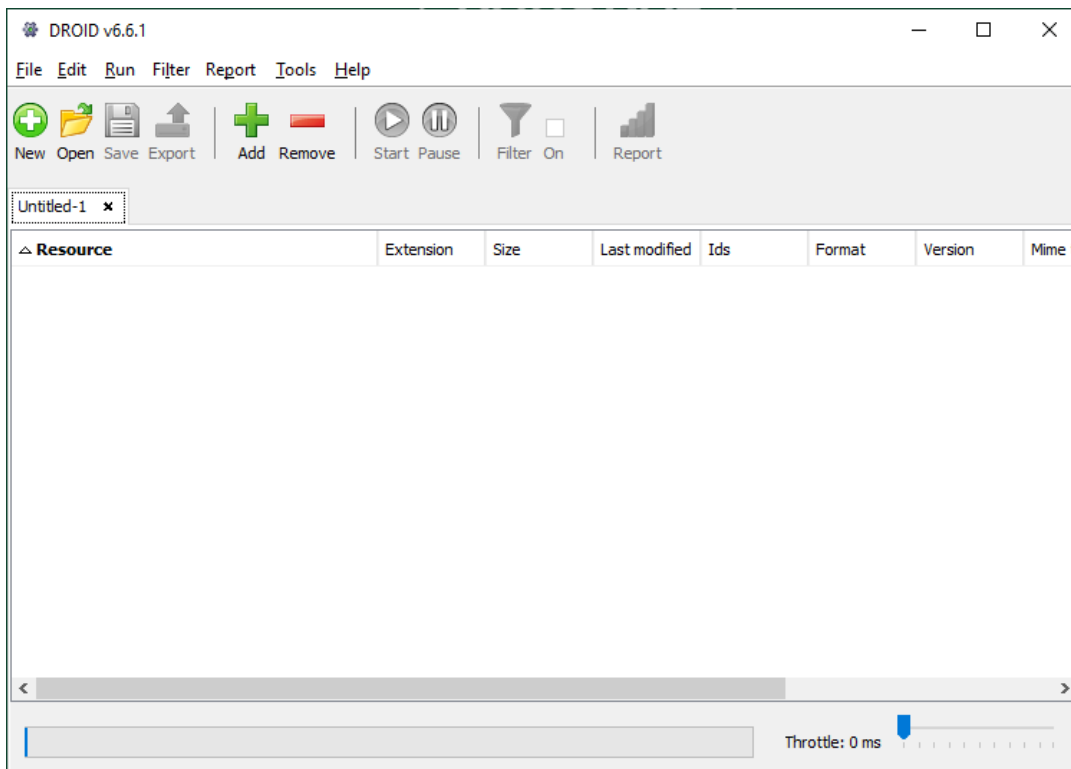 DROID v6.6.1
File Edit Run Filter Report Tools Help
New Open Save Export Add Remove Start Pause Filter On Report
Untitled-1
Resource Extension Size Last modified Ids Format Version Mime
Throttle: 0 ms